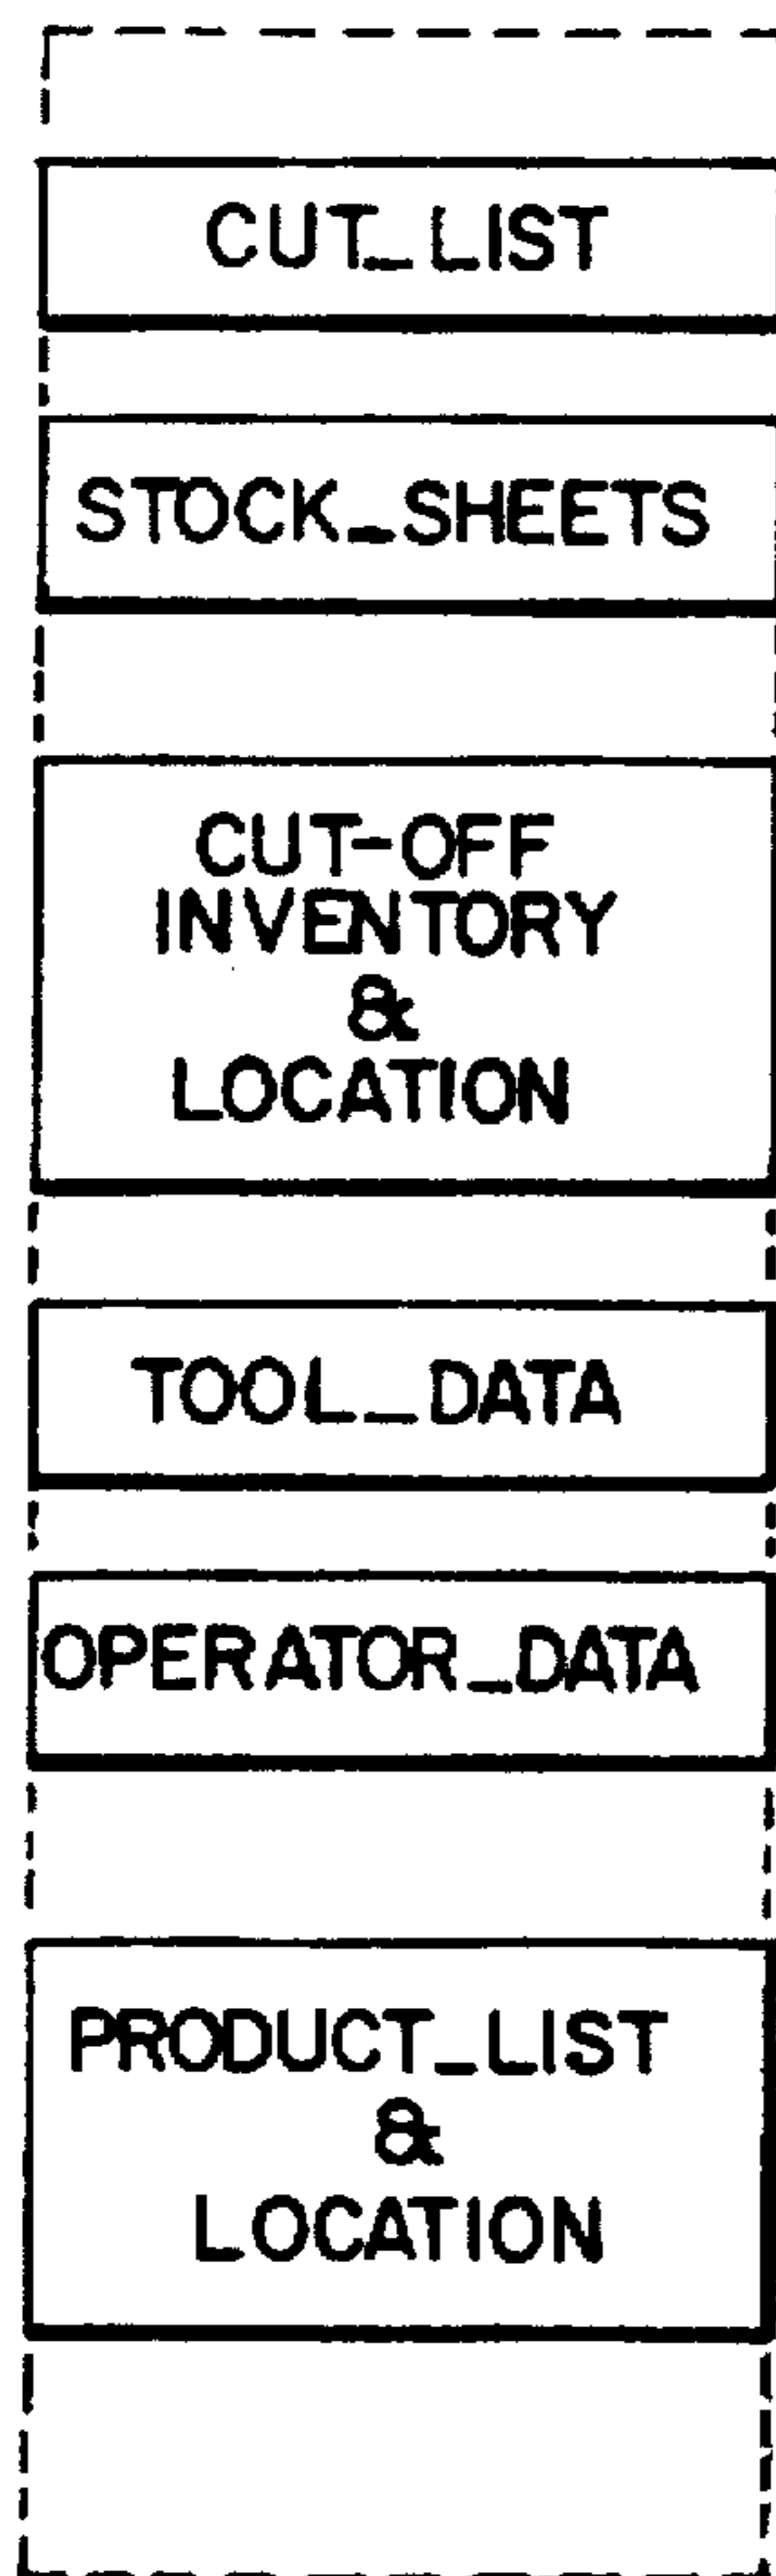 CUT_LIST
STOCK_SHEETS
CUT-OFF
INVENTORY
&
LOCATION
TOOL_DATA
OPERATOR_DATA
PRODUCT_LIST
&
LOCATION